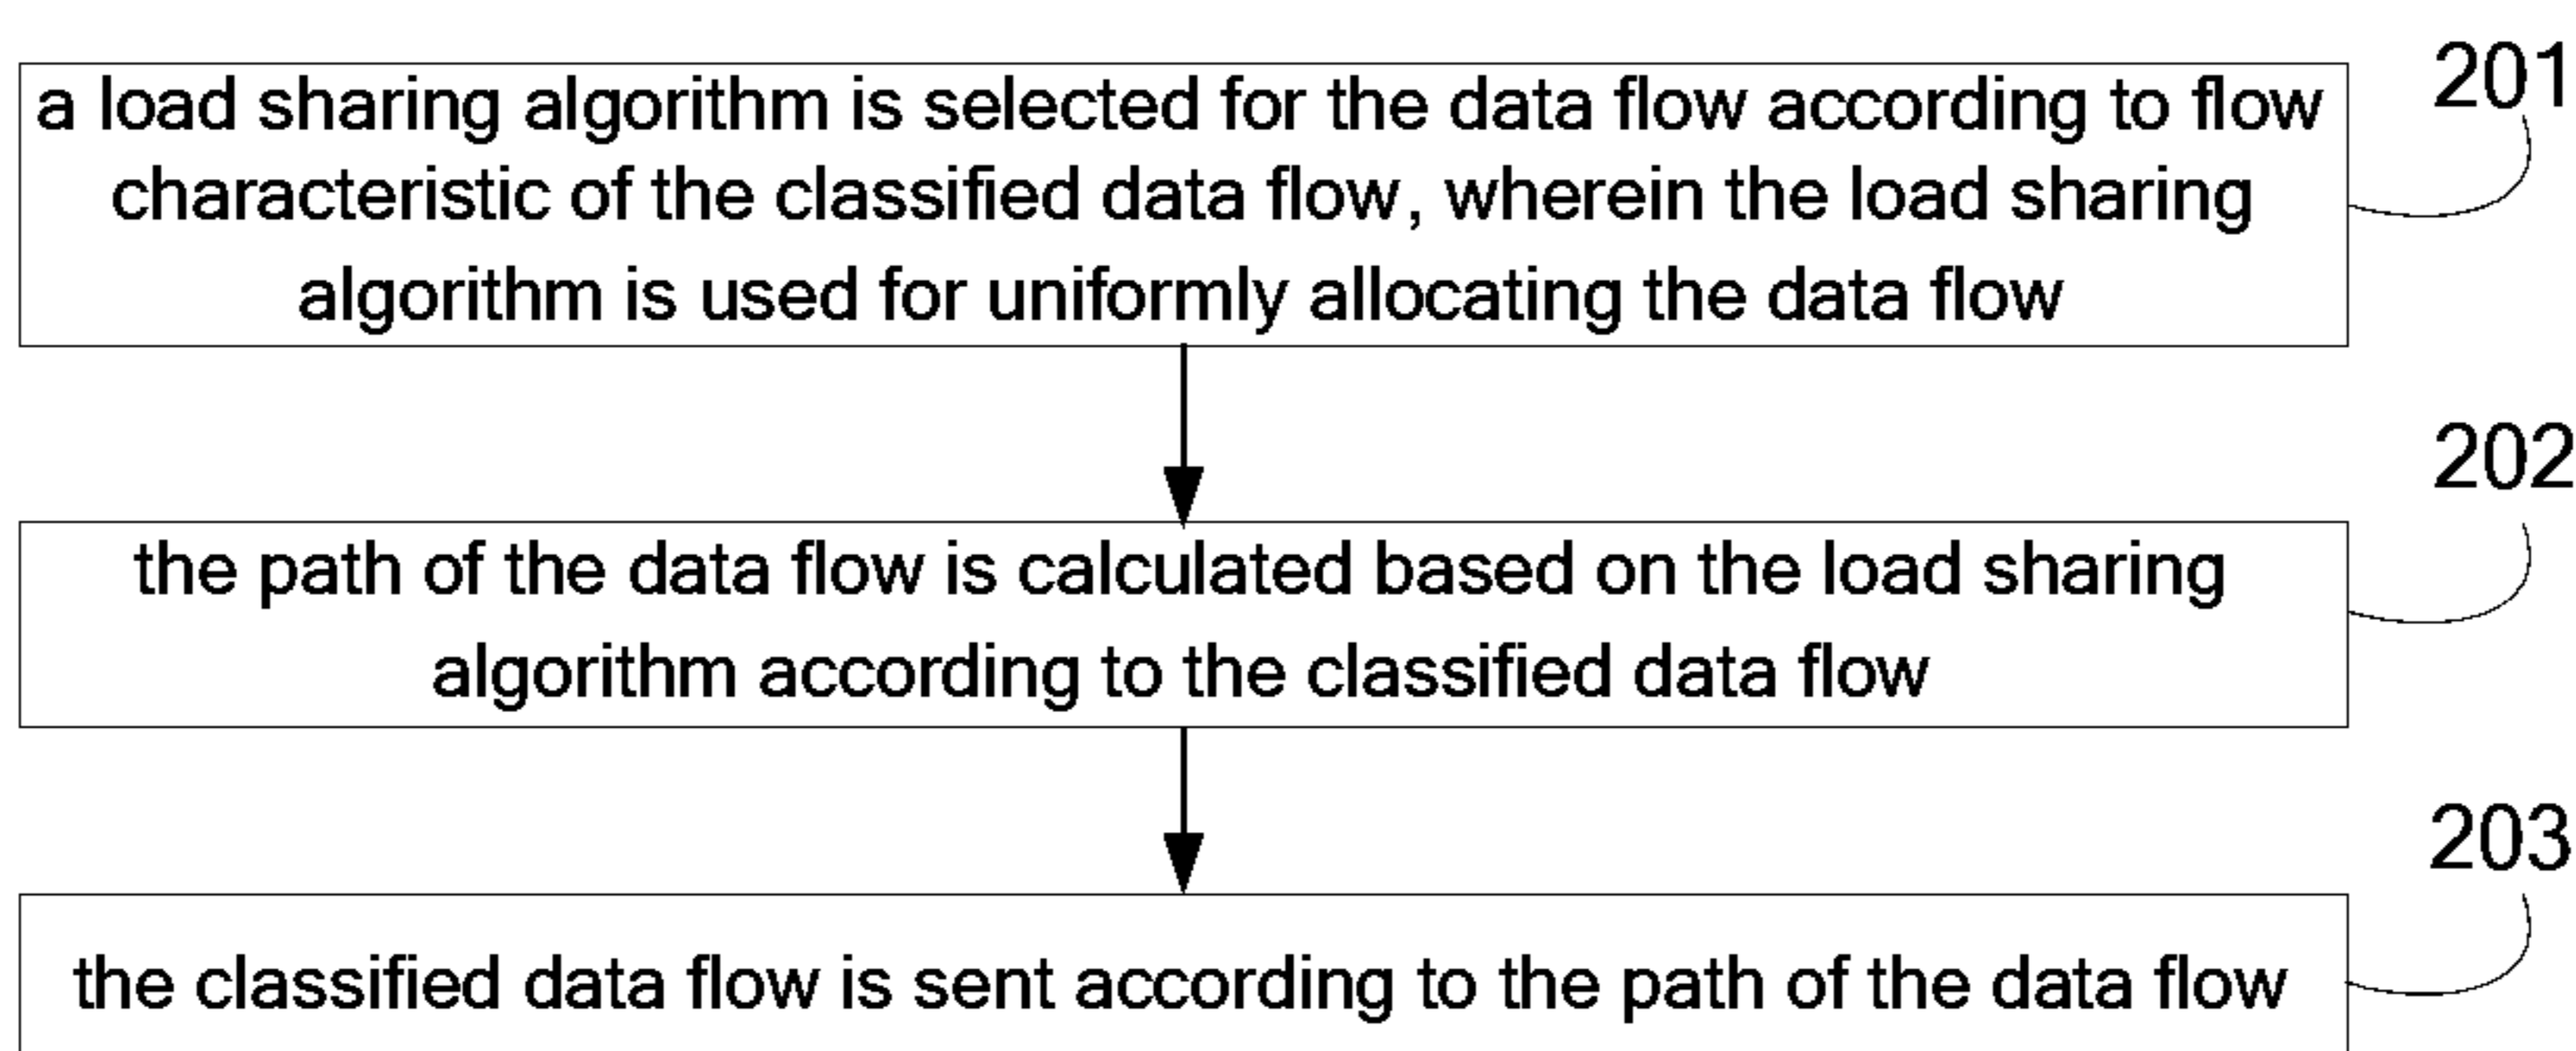 a load sharing algorithm is selected for the data flow according to flow
characteristic of the classified data flow, wherein the load sharing
algorithm is used for uniformly allocating the data flow
201
the path of the data flow is calculated based on the load sharing
algorithm according to the classified data flow
202
the classified data flow is sent according to the path of the data flow
203